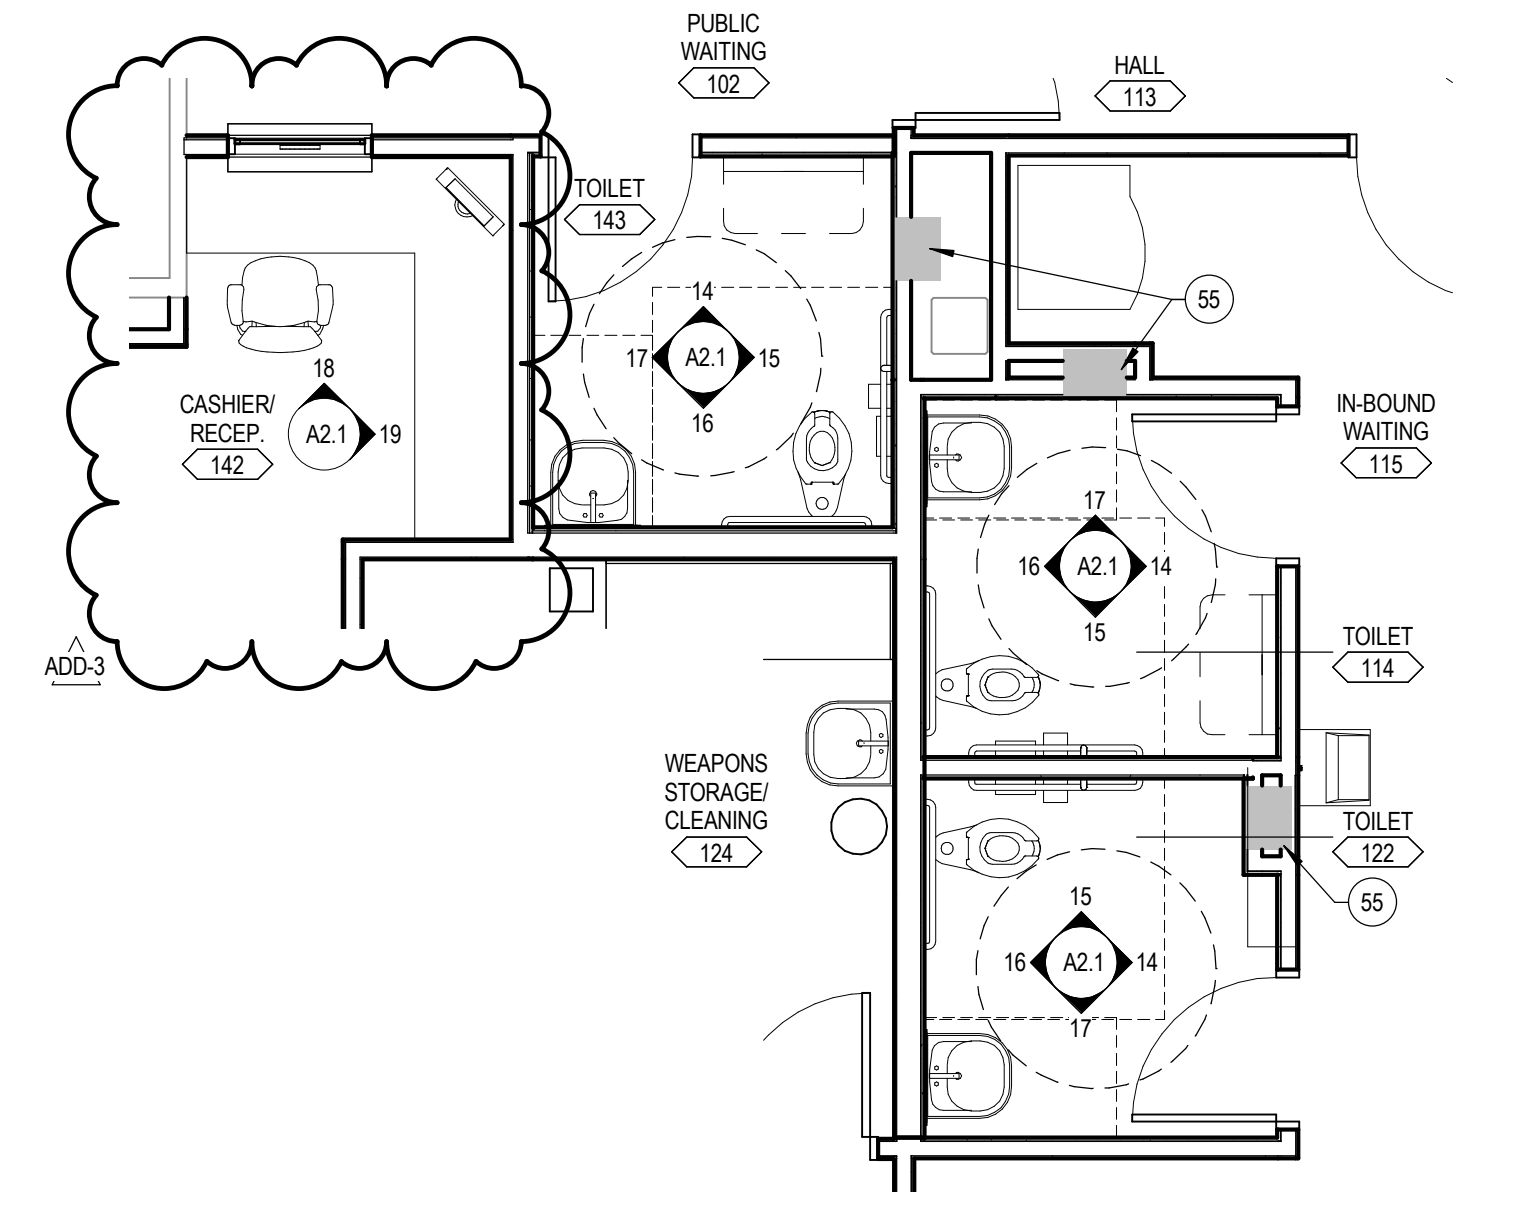 PUBLIC
WAITING
102
HALL
113
TOILET
143
55
14
17
A2.1
15
16
18
A2.1
19
CASHIER/
RECEP.
142
IN-BOUND
WAITING
115
17
16
A2.1
14
15
TOILET
114
ADD-3
WEAPONS
STORAGE/
CLEANING
124
TOILET
122
55
15
16
A2.1
14
17